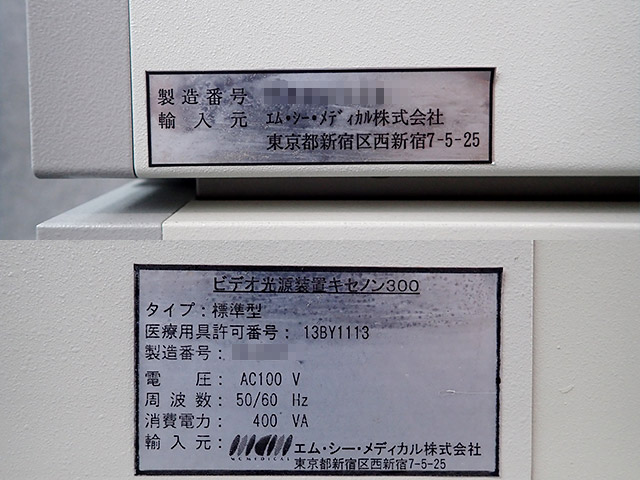 製造番号
輸入元 エム・シー・メディカル株式会社
東京都新宿区西新宿7-5-25
ビデオ光源装置キセノン300
タイプ：標準型
医療用具許可番号：13BY1113
製造番号：
電 圧：AC100 V
周波数：50/60 Hz
消費電力：400 VA
輸入元：MCM エム・シー・メディカル株式会社
MC MEDICAL 東京都新宿区西新宿7-5-25